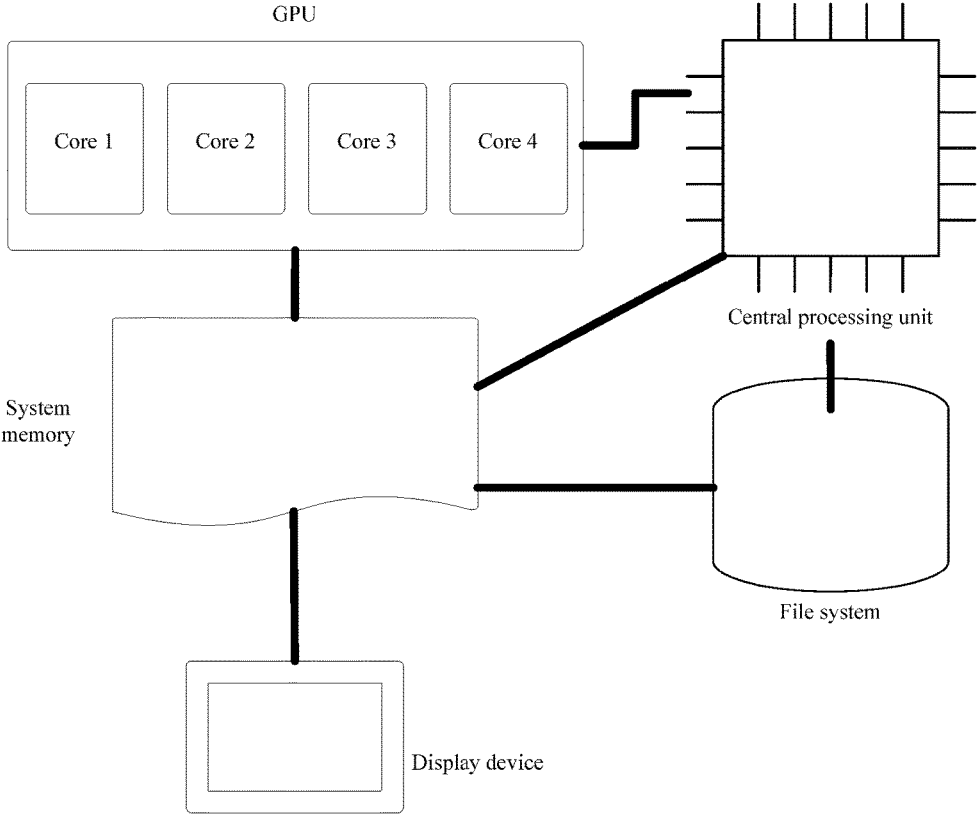 GPU
Core 1
Core 2
Core 3
Core 4
Central processing unit
System
memory
File system
Display device